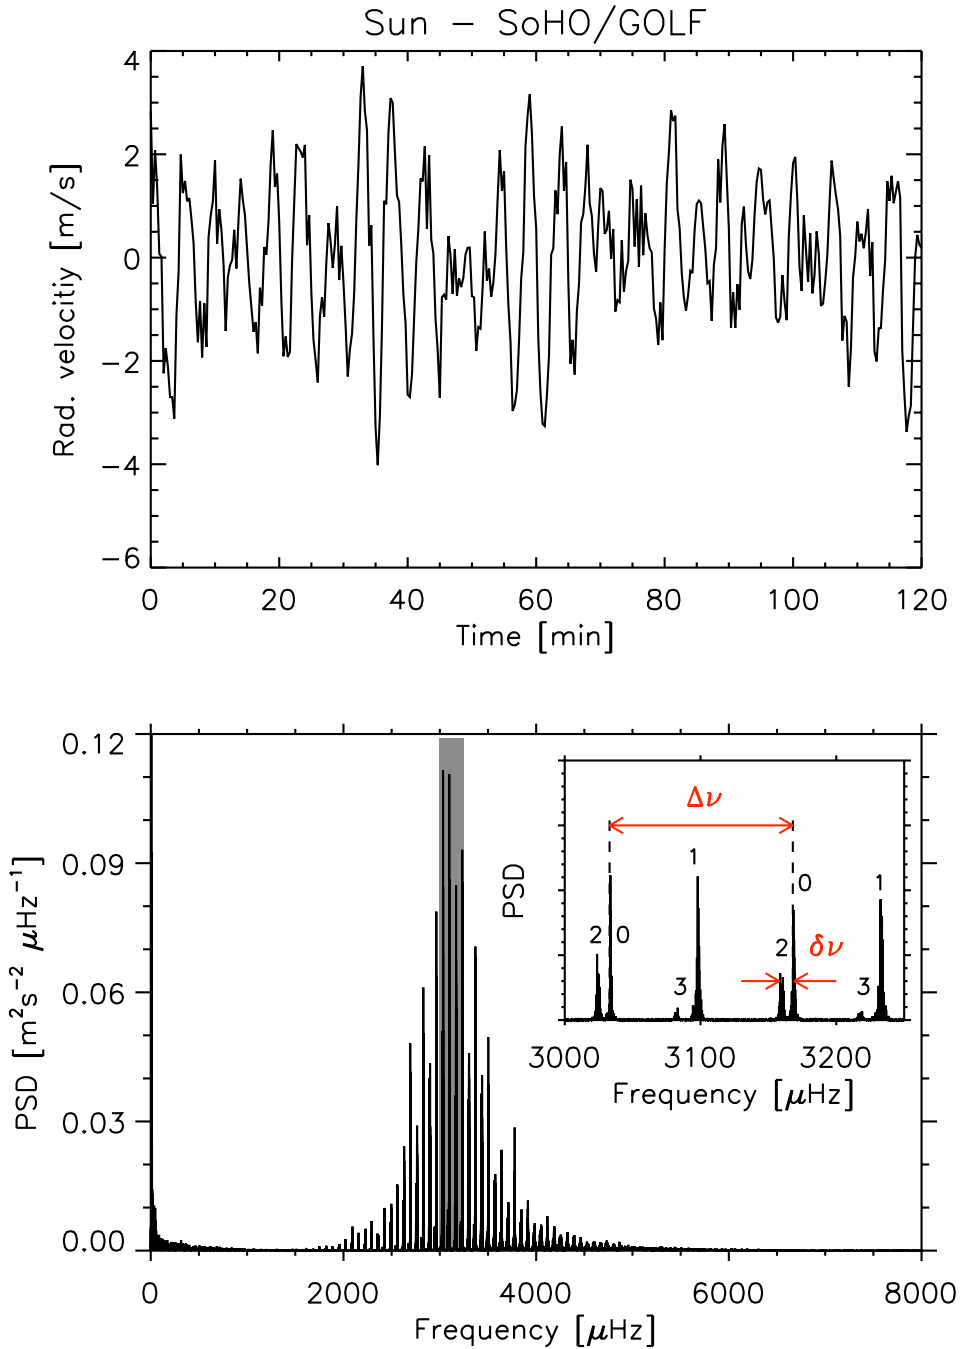 Sun − SoHO/GOLF
4
2
0
−2
−4
−6
Rad. velocitiy [m/s]
0 20 40 60 80 100 120
Time [min]
0.12
0.09
0.06
0.03
0.00
PSD [m²s⁻² μHz⁻¹]
0 2000 4000 6000 8000
Frequency [μHz]
Δν
1
0
1
2 0
2
δν
3
3
PSD
3000 3100 3200
Frequency [μHz]